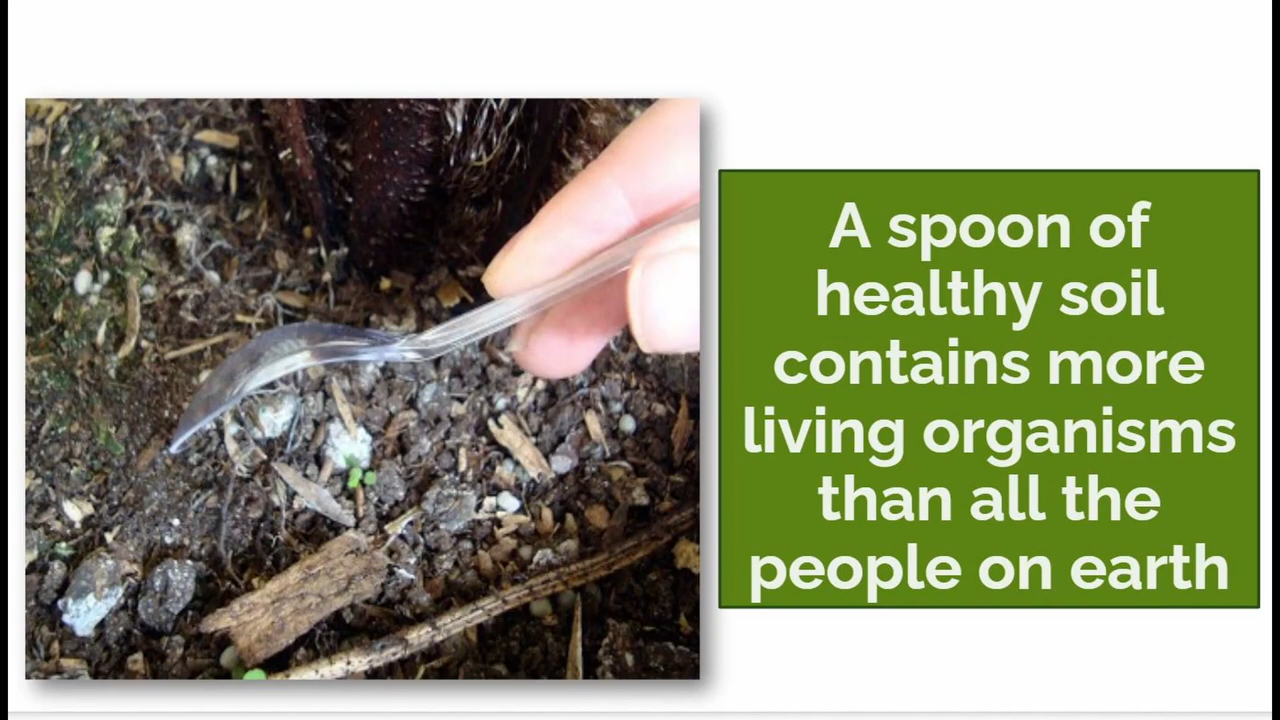 A spoon of
healthy soil
contains more
living organisms
than all the
people on earth